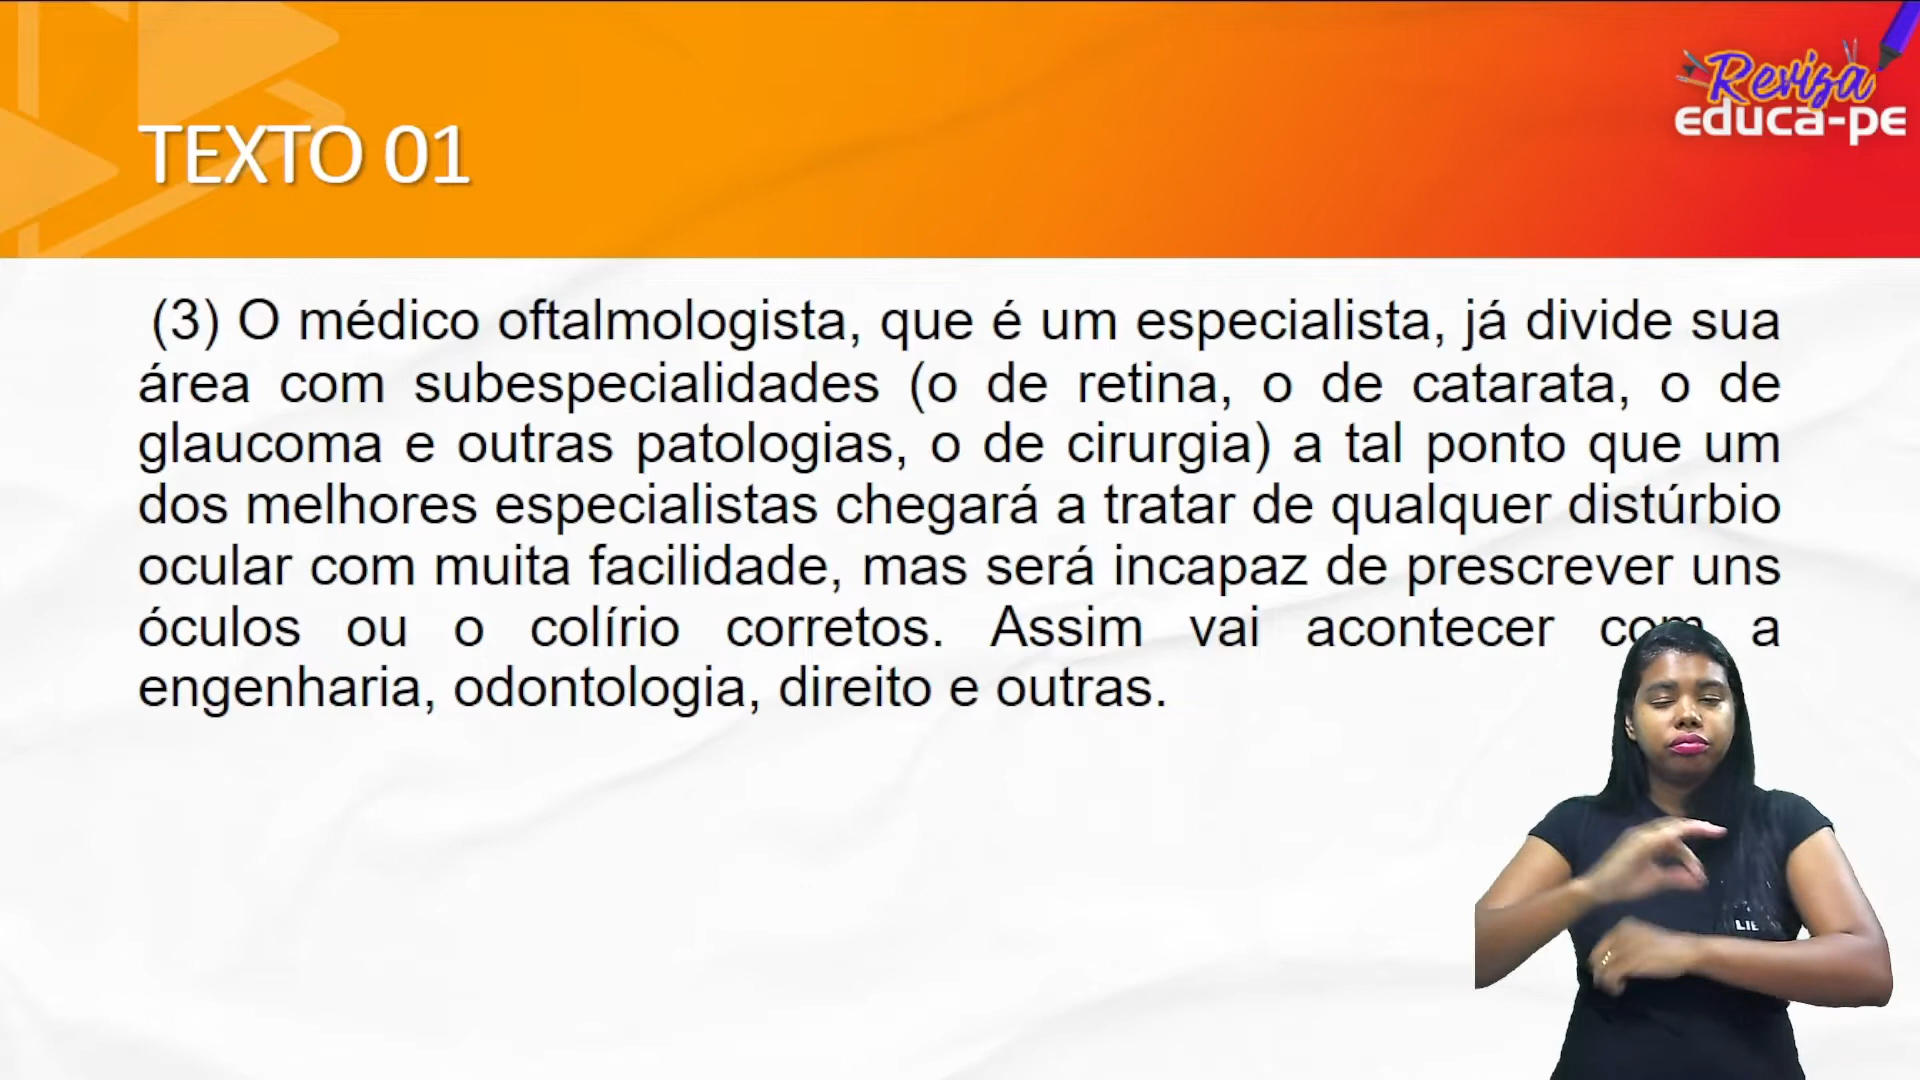 Reviza
educa-pe
TEXTO 01
(3) O médico oftalmologista, que é um especialista, já divide sua
área com subespecialidades (o de retina, o de catarata, o de
glaucoma e outras patologias, o de cirurgia) a tal ponto que um
dos melhores especialistas chegará a tratar de qualquer distúrbio
ocular com muita facilidade, mas será incapaz de prescrever uns
óculos ou o colírio corretos. Assim vai acontecer com a
engenharia, odontologia, direito e outras.